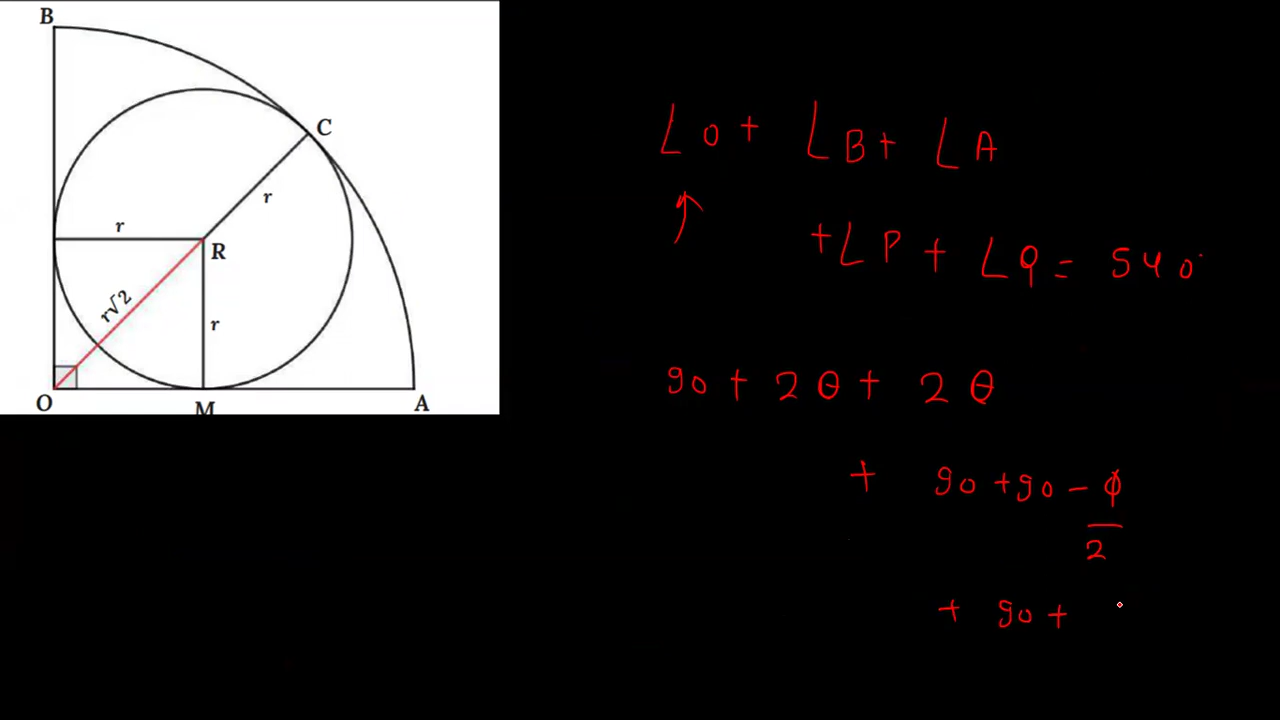 B
C
r
r
R
r√2
r
O
M
A
∠O + ∠B + ∠A
+∠P + ∠Q = 540°
90 + 2θ + 2θ
+ 90 + 90 - ϕ/2
+ 90 +